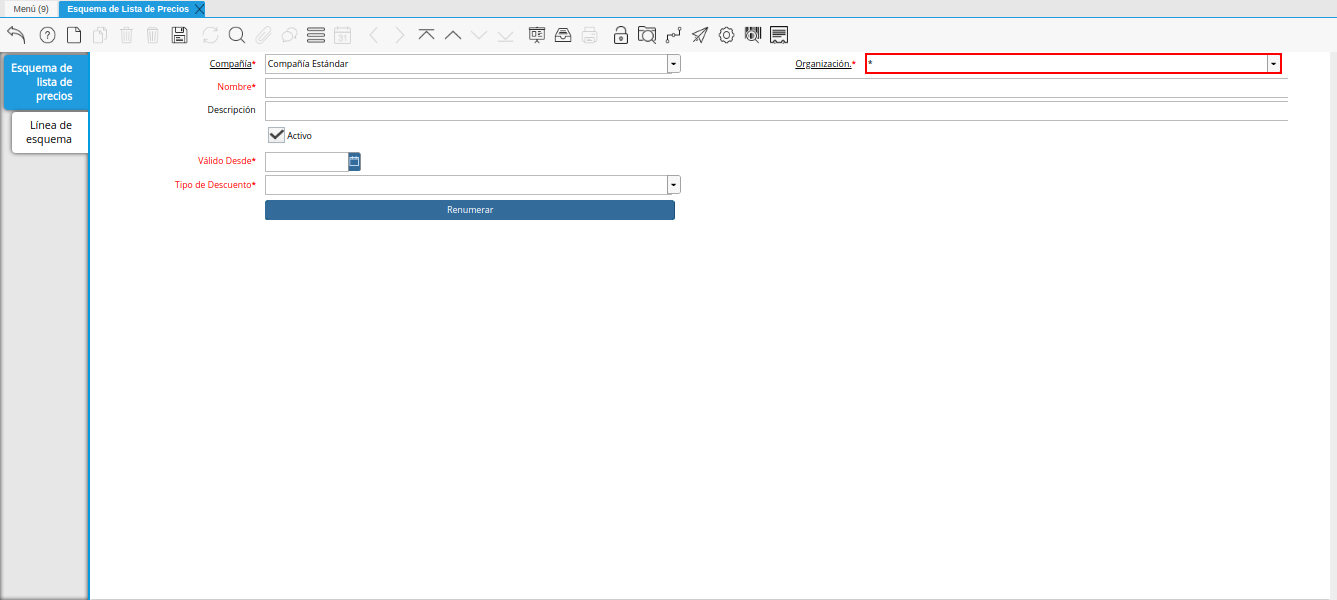 Menú (9)
Esquema de Lista de Precios
31
Esquema de
lista de
precios
Línea de
esquema
Compañía*
Compañía Estándar
Organización.*
*
Nombre*
Descripción
Activo
Válido Desde*
Tipo de Descuento*
Renumerar